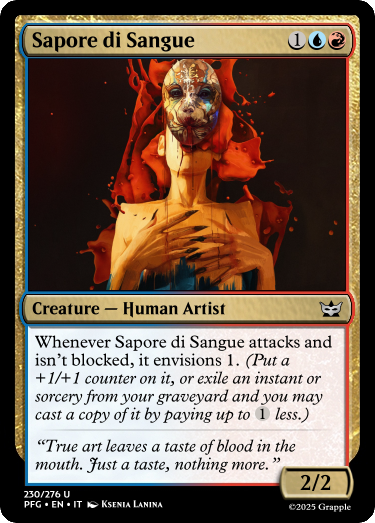 Sapore di Sangue 1
Creature — Human Artist
Whenever Sapore di Sangue attacks and
isn't blocked, it envisions 1. (Put a
+1/+1 counter on it, or exile an instant or
sorcery from your graveyard and you may
cast a copy of it by paying up to 1 less.)
“True art leaves a taste of blood in the
mouth. Just a taste, nothing more.”
2/2
230/276 U
PFG • EN • IT Ksenia Lanina
©2025 Grapple